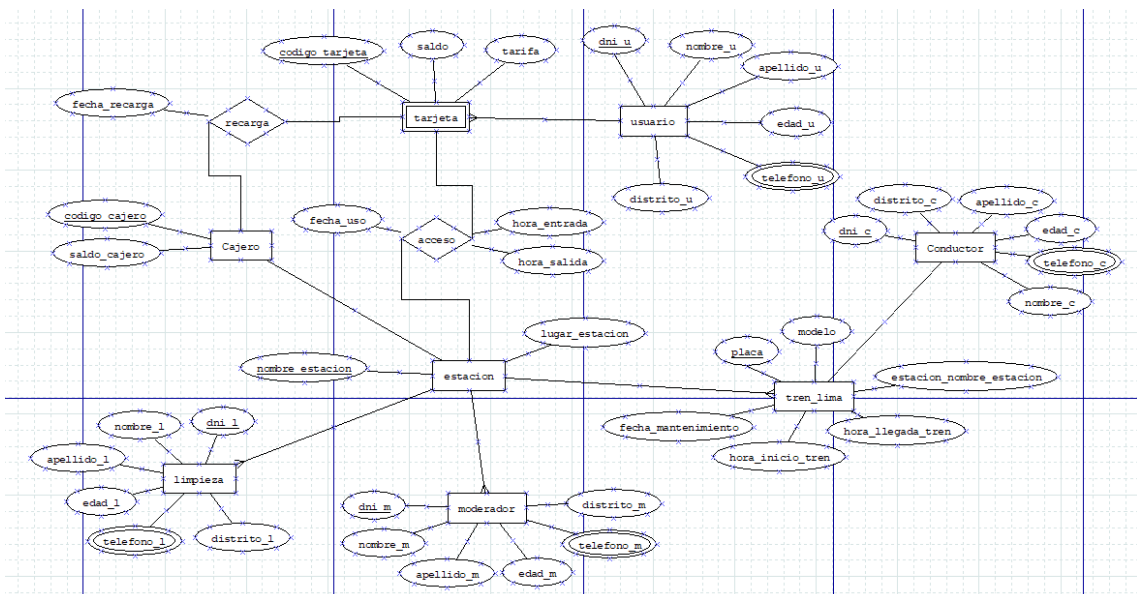 saldo
nombre_u
dni_u
codigo_tarjeta
tarifa
apellido_u
fecha_recarga
recarga
tarjeta
usuario
edad_u
telefono_u
distrito_u
distrito_c
apellido_c
codigo_cajero
fecha_uso
hora_entrada
dni_c
edad_c
saldo_cajero
Cajero
acceso
hora_salida
Conductor
telefono_c
nombre_c
lugar_estacion
modelo
placa
nombre_estacion
estacion
estacion_nombre_estacion
tren_lima
nombre_l
dni_l
fecha_mantenimiento
hora_llegada_tren
apellido_l
hora_inicio_tren
limpieza
edad_l
dni_m
moderador
distrito_m
telefono_l
distrito_l
nombre_m
telefono_m
apellido_m
edad_m